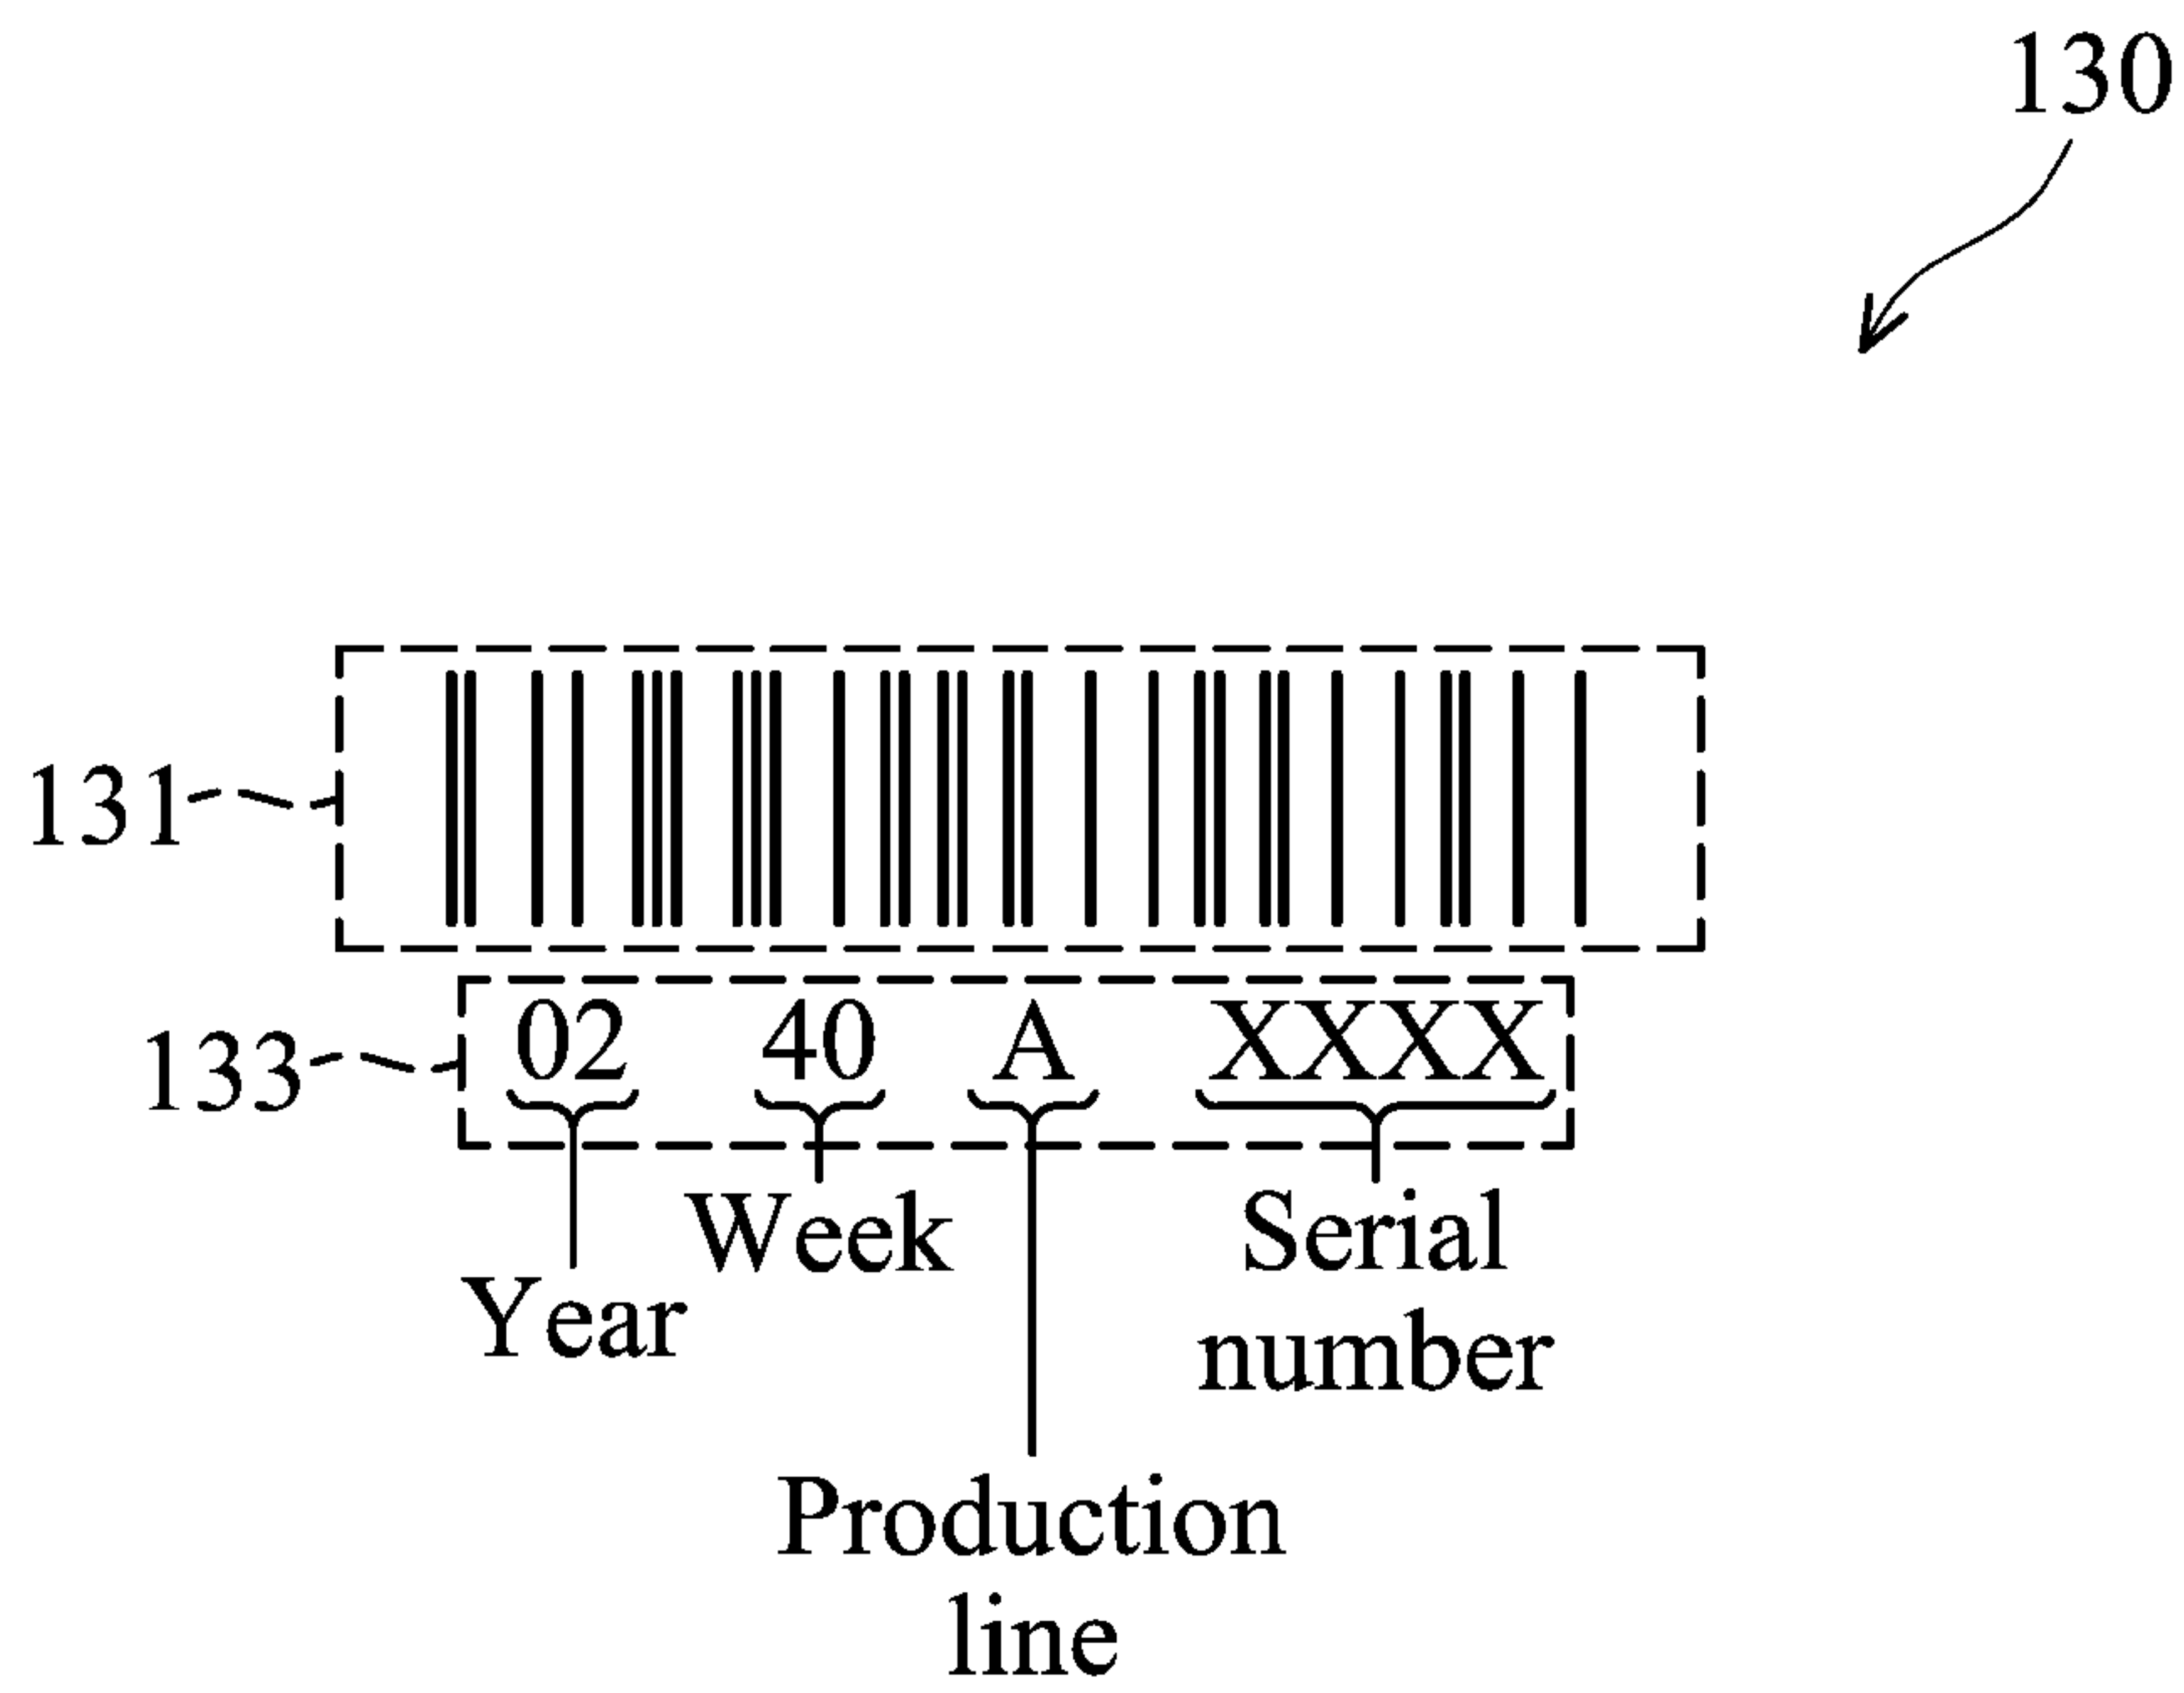 130
131
133
02 40 A XXXX
Week
Serial
number
Year
Production
line